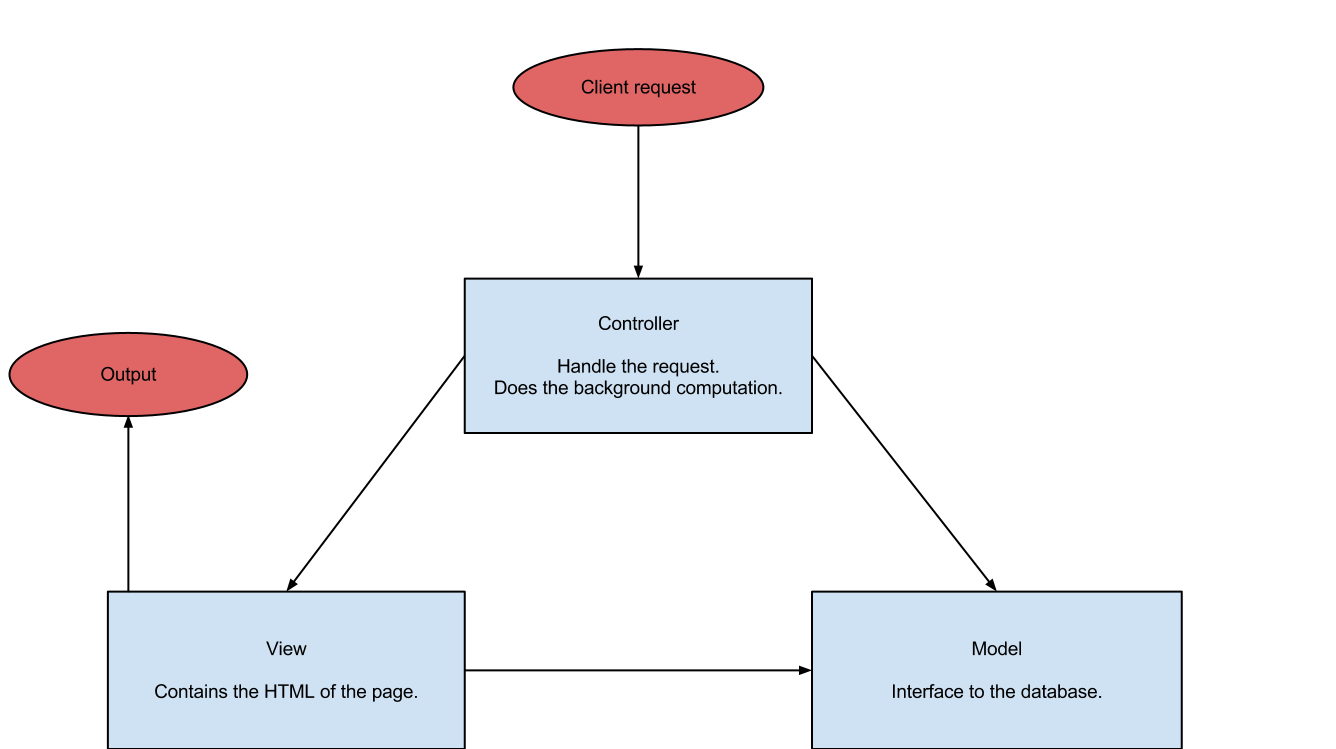 Client request
Controller
Handle the request.
Does the background computation.
Output
View
Contains the HTML of the page.
Model
Interface to the database.